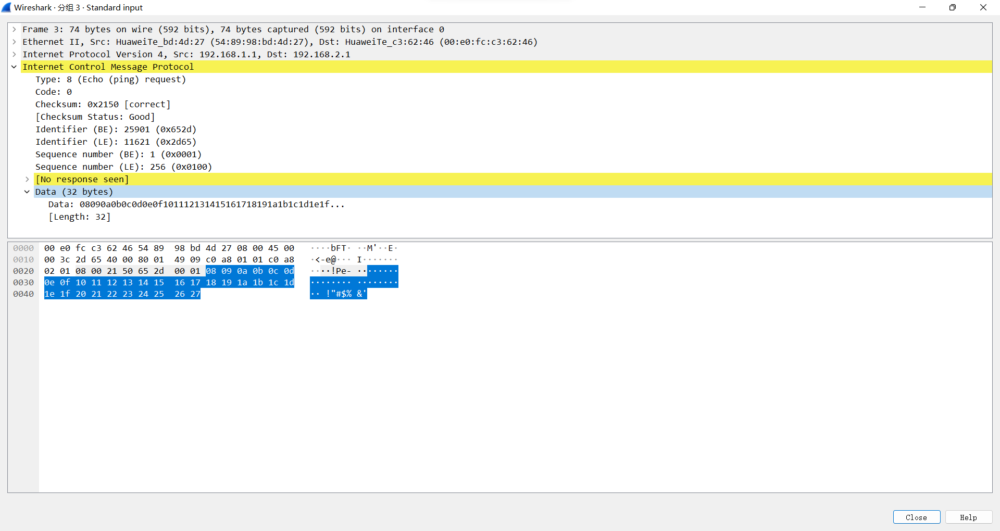 Wireshark · 分组 3 · Standard input
Frame 3: 74 bytes on wire (592 bits), 74 bytes captured (592 bits) on interface 0
Ethernet II, Src: HuaweiTe_bd:4d:27 (54:89:98:bd:4d:27), Dst: HuaweiTe_c3:62:46 (00:e0:fc:c3:62:46)
Internet Protocol Version 4, Src: 192.168.1.1, Dst: 192.168.2.1
Internet Control Message Protocol
Type: 8 (Echo (ping) request)
Code: 0
Checksum: 0x2150 [correct]
[Checksum Status: Good]
Identifier (BE): 25901 (0x652d)
Identifier (LE): 11621 (0x2d65)
Sequence number (BE): 1 (0x0001)
Sequence number (LE): 256 (0x0100)
[No response seen]
Data (32 bytes)
Data: 08090a0b0c0d0e0f101112131415161718191a1b1c1d1e1f...
[Length: 32]
0000 00 e0 fc c3 62 46 54 89 98 bd 4d 27 08 00 45 00 ····bFT· ··M'··E·
0010 00 3c 2d 65 40 00 80 01 49 09 c0 a8 01 01 c0 a8 ·<-e@··· I·······
0020 02 01 08 00 21 50 65 2d 00 01 08 09 0a 0b 0c 0d ····!Pe- ········
0030 0e 0f 10 11 12 13 14 15 16 17 18 19 1a 1b 1c 1d ········ ········
0040 1e 1f 20 21 22 23 24 25 26 27 ·· !"#$% &'
Close Help